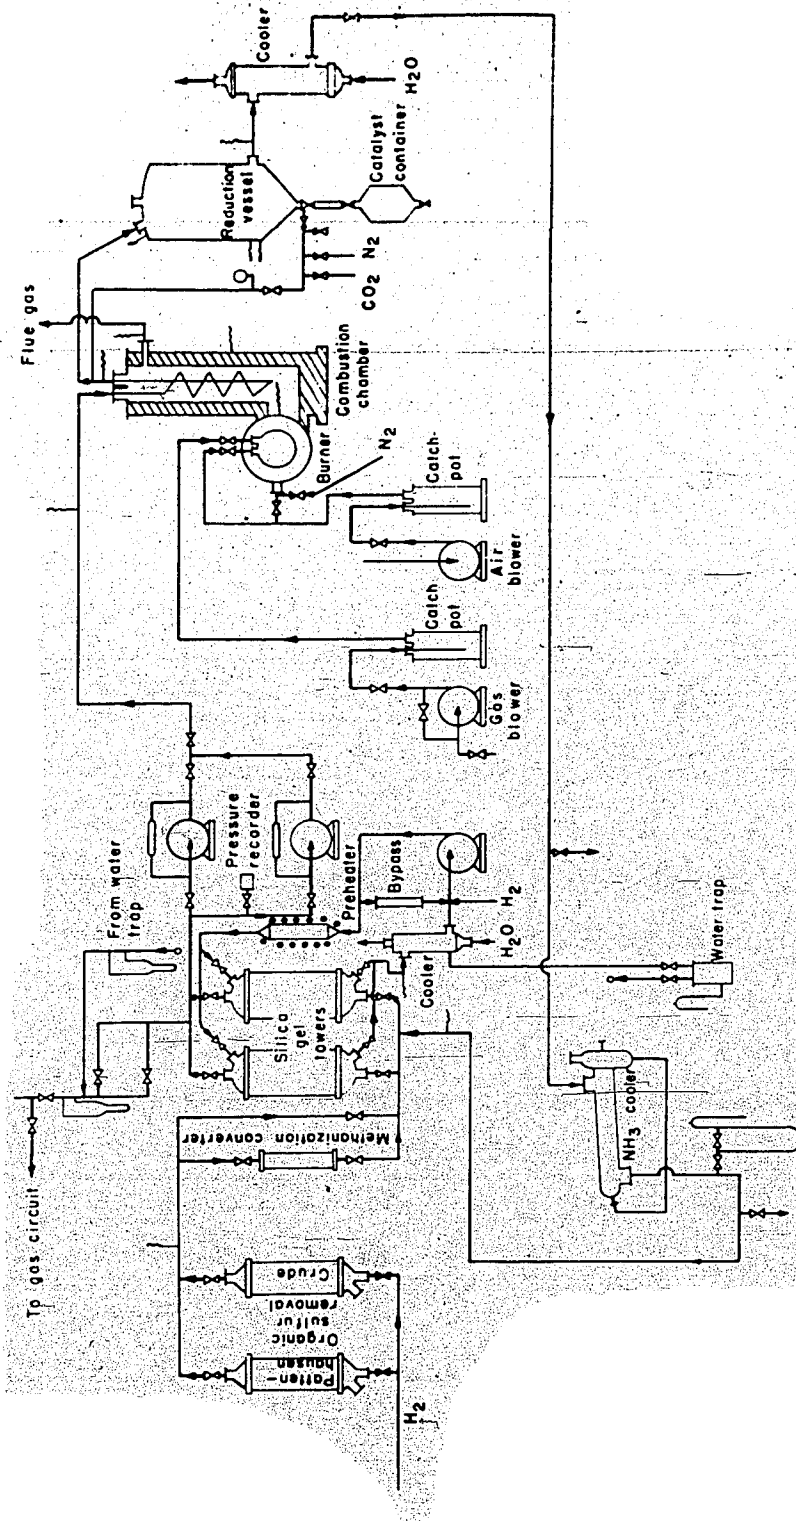 To gas circuit
From water
trap
Pressure
recorder
Flue gas
Cooler
H2O
Reduction
vessel
Catalyst
container
N2
CO2
Combustion
chamber
Burner
N2
Catch-
pot
Air
blower
Catch-
pot
Gas
blower
Preheater
Bypass
H2
H2O
Cooler
Silica
gel
towers
Methanization converter
Crude
Organic
sulfur
removal
Patten-
hausen
H2
Water trap
NH3 cooler